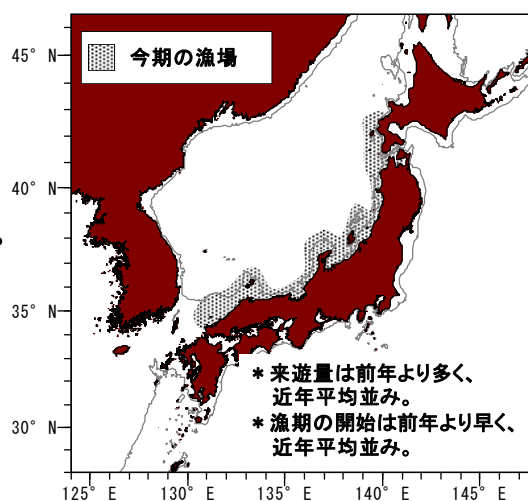 今期の漁場
45° N
40° N
35° N
30° N
*来遊量は前年より多く、
近年平均並み。
*漁期の開始は前年より早く、
近年平均並み。
125° E 130° E 135° E 140° E 145° E